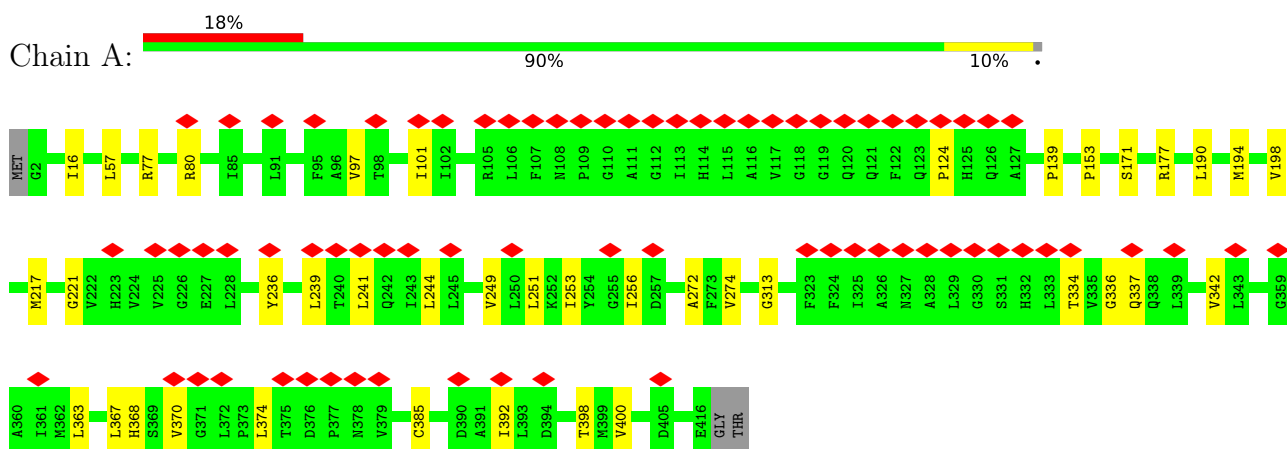 18%
Chain A:
90% 10% •
MET G2 I16 L57 R77 R80 I85 L91 F95 A96 V97 T98 I101 I102 R105 L106 F107 N108 P109 G110 A111 G112 I113 H114 L115 A116 V117 G118 G119 Q120 Q121 F122 Q123 P124 H125 Q126 A127 P139 P153 S171 R177 L190 M194 V198
M217 G221 V222 H223 V224 V225 G226 E227 L228 Y236 L239 T240 L241 Q242 I243 L244 L245 V249 L250 L251 K252 I253 Y254 G255 I256 D257 A272 F273 V274 G313 F323 F324 I325 A326 N327 A328 L329 G330 S331 H332 L333 T334 V335 G336 Q337 Q338 L339 V342 L343 G359
A360 I361 M362 L363 L367 H368 S369 V370 G371 L372 P373 L374 T375 D376 P377 N378 V379 C385 D390 A391 I392 L393 D394 T398 M399 V400 D405 E416 GLY THR